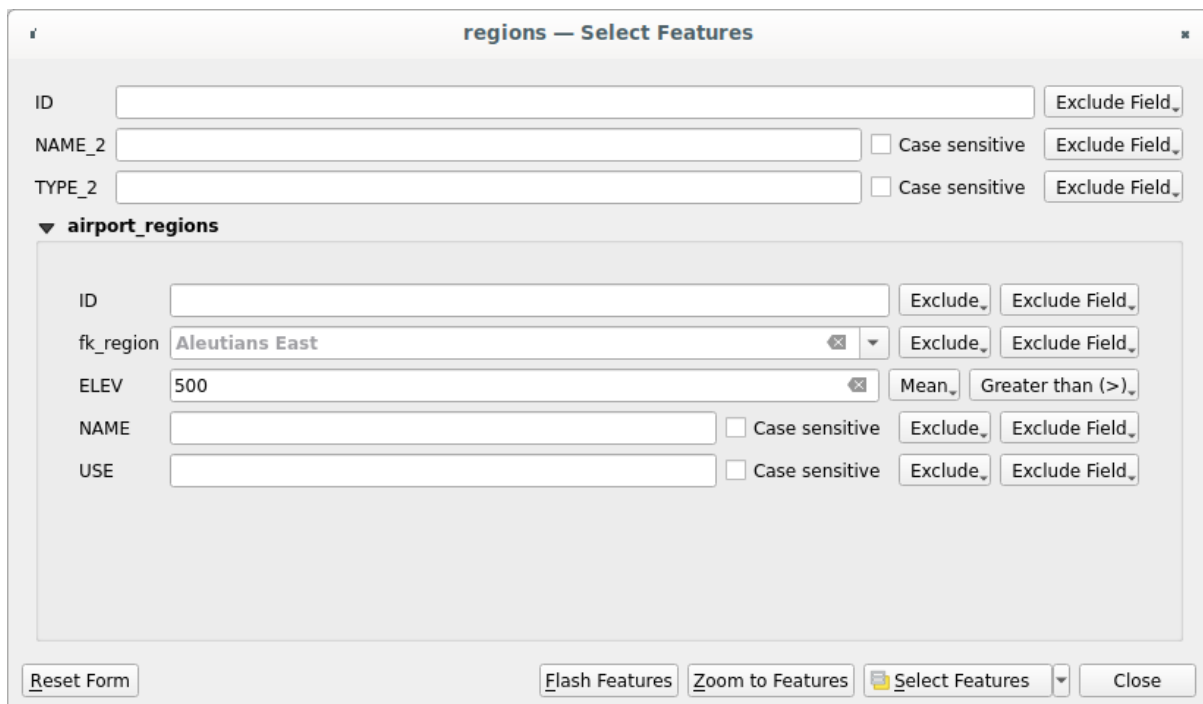 regions — Select Features
ID Exclude Field
NAME_2 Case sensitive Exclude Field
TYPE_2 Case sensitive Exclude Field
airport_regions
ID Exclude Exclude Field
fk_region Aleutians East Exclude Exclude Field
ELEV 500 Mean Greater than (>)
NAME Case sensitive Exclude Exclude Field
USE Case sensitive Exclude Exclude Field
Reset Form Flash Features Zoom to Features Select Features Close